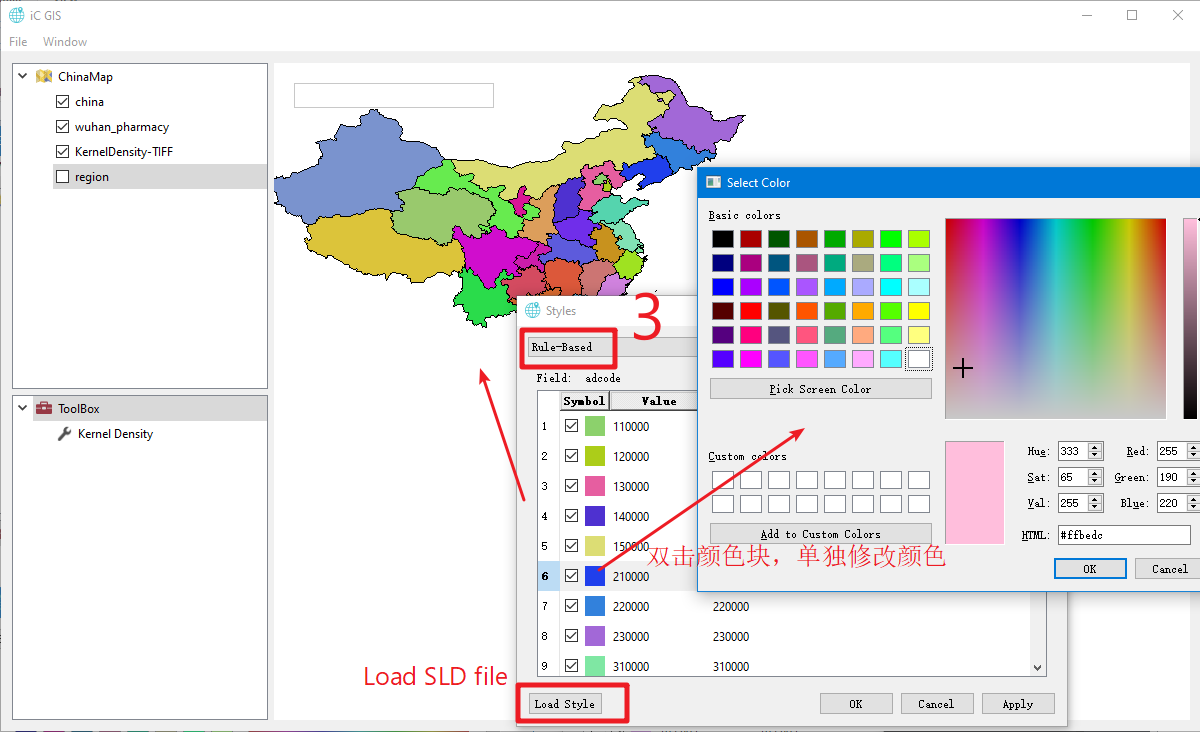 iC GIS
File Window
ChinaMap
china
wuhan_pharmacy
KernelDensity-TIFF
region
ToolBox
Kernel Density
Styles
3
Rule-Based
Field: adcode
Symbol Value
1 110000
2 120000
3 130000
4 140000
5 150000
6 210000
7 220000 220000
8 230000 230000
9 310000 310000
Load SLD file
Load Style
OK Cancel Apply
Select Color
Basic colors
Pick Screen Color
Custom colors
Add to Custom Colors
双击颜色块，单独修改颜色
Hue: 333 Red: 255
Sat: 65 Green: 190
Val: 255 Blue: 220
HTML: #ffbedc
OK Cancel